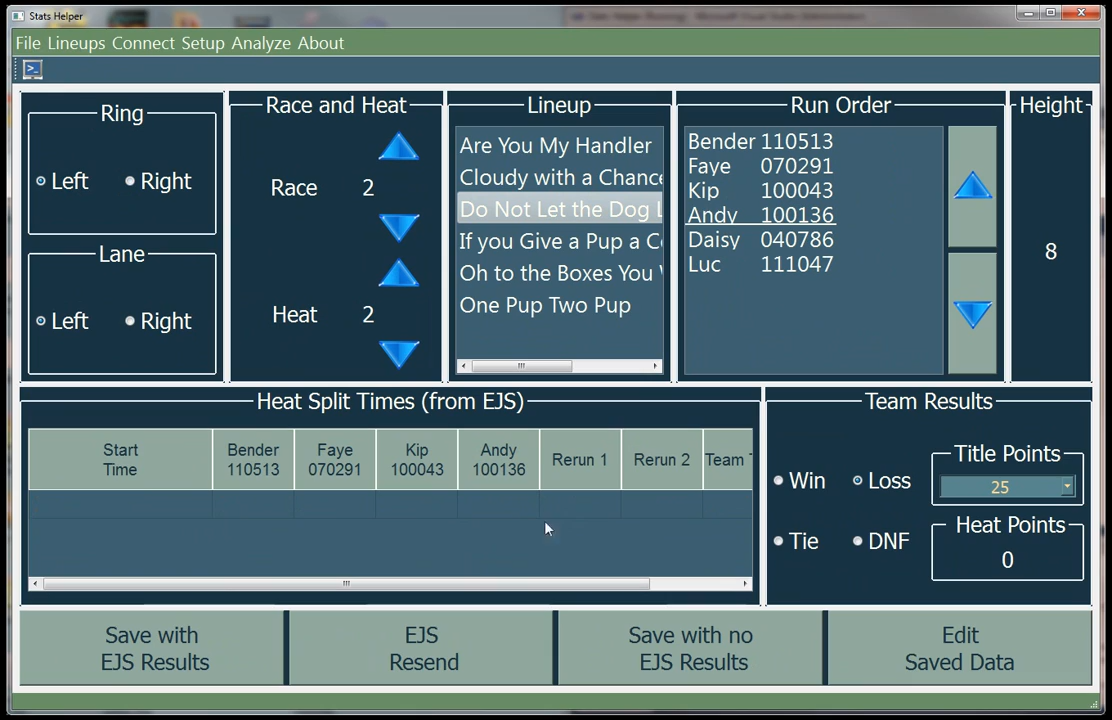 Stats Helper
File Lineups Connect Setup Analyze About
Ring
Left Right
Lane
Left Right
Race and Heat
Race 2
Heat 2
Lineup
Are You My Handler
Cloudy with a Chance
Do Not Let the Dog
If you Give a Pup a
Oh to the Boxes You
One Pup Two Pup
Run Order
Bender 110513
Faye 070291
Kip 100043
Andy 100136
Daisy 040786
Luc 111047
Height
8
Heat Split Times (from EJS)
Start
Time
Bender
110513
Faye
070291
Kip
100043
Andy
100136
Rerun 1
Rerun 2
Team
Team Results
Win Loss
Tie DNF
Title Points
25
Heat Points
0
Save with
EJS Results
EJS
Resend
Save with no
EJS Results
Edit
Saved Data